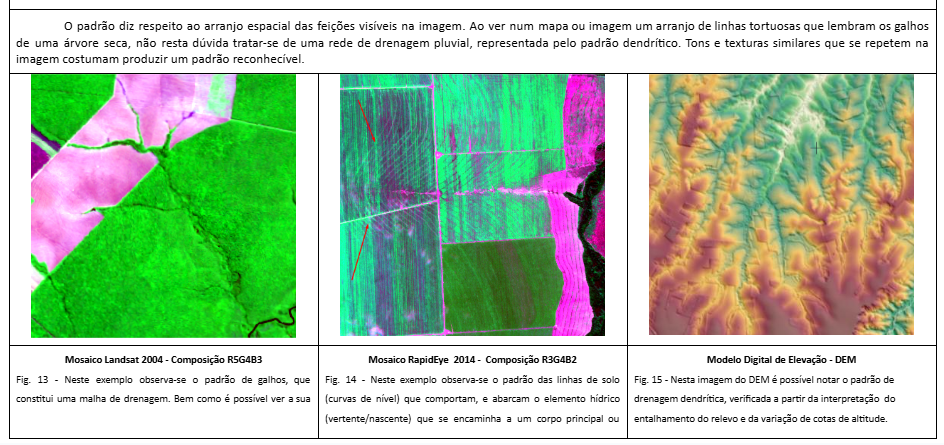 O padrão diz respeito ao arranjo espacial das feições visíveis na imagem. Ao ver num mapa ou imagem um arranjo de linhas tortuosas que lembram os galhos
de uma árvore seca, não resta dúvida tratar-se de uma rede de drenagem pluvial, representada pelo padrão dendrítico. Tons e texturas similares que se repetem na
imagem costumam produzir um padrão reconhecível.
Mosaico Landsat 2004 - Composição R5G4B3
Fig. 13 - Neste exemplo observa-se o padrão de galhos, que
constitui uma malha de drenagem. Bem como é possível ver a sua
Mosaico RapidEye 2014 - Composição R3G4B2
Fig. 14 - Neste exemplo observa-se o padrão das linhas de solo
(curvas de nível) que comportam, e abarcam o elemento hídrico
(vertente/nascente) que se encaminha a um corpo principal ou
Modelo Digital de Elevação - DEM
Fig. 15 - Nesta imagem do DEM é possível notar o padrão de
drenagem dendrítica, verificada a partir da interpretação do
entalhamento do relevo e da variação de cotas de altitude.